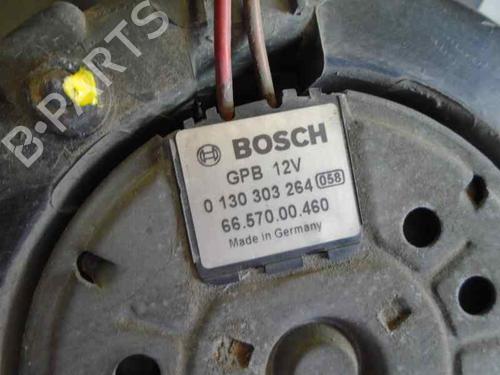 B-PARTS
BOSCH
GPB 12V
0 130 303 264 058
66.570.00.460
Made in Germany